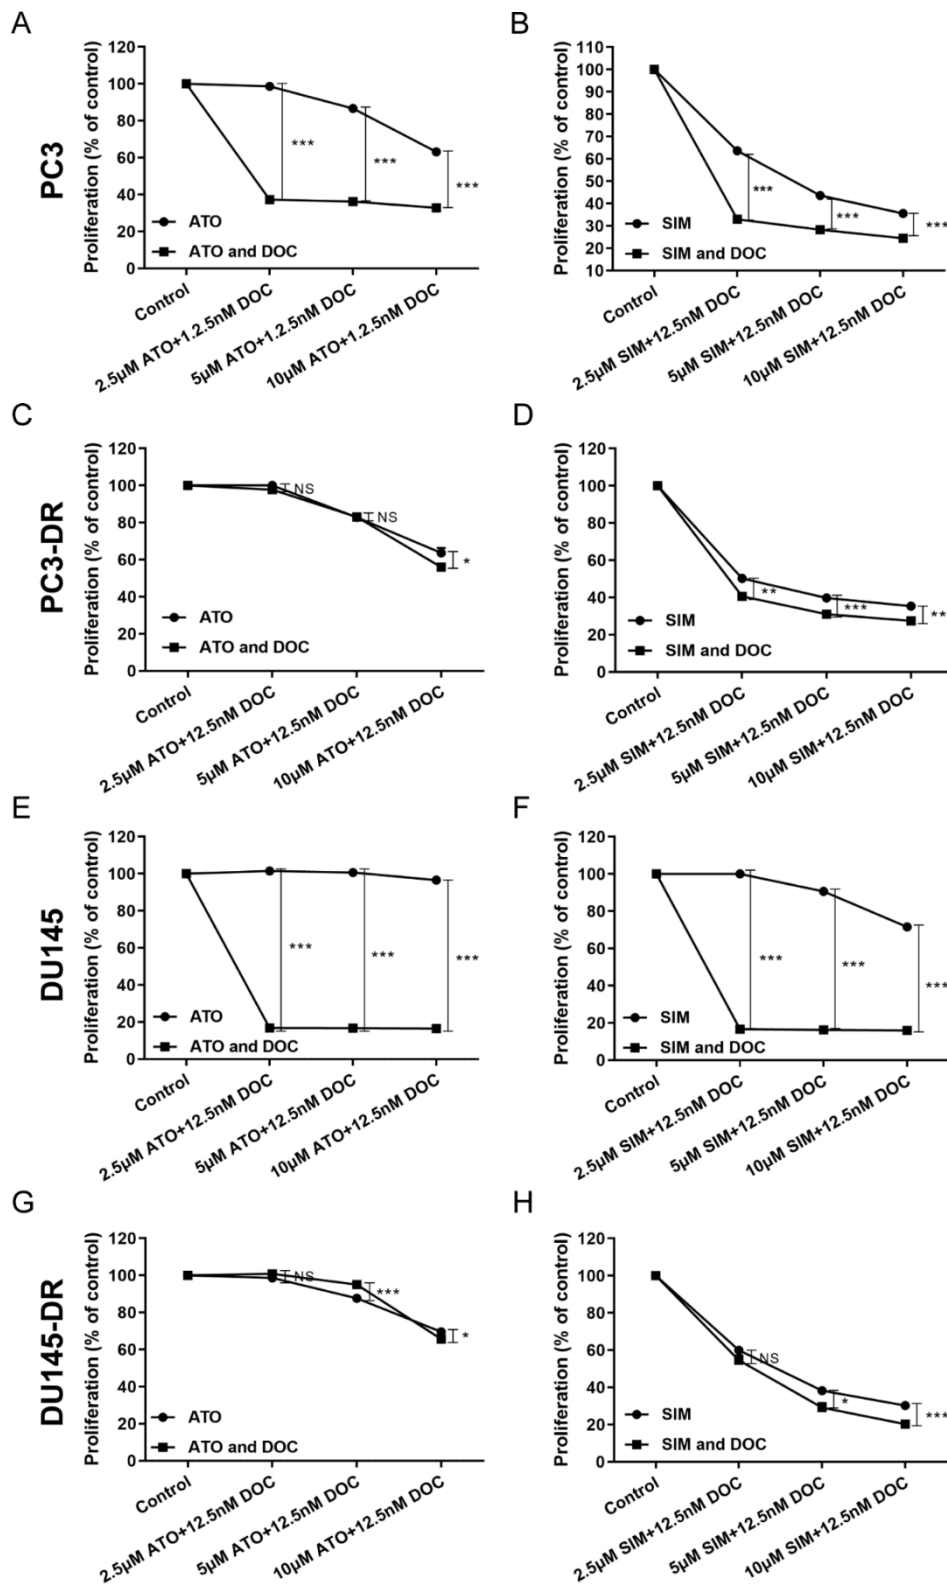 A
PC3
Proliferation (% of control)
120
100
80
60
40
20
0
***
***
***
ATO
ATO and DOC
Control
2.5µM ATO+1.2.5nM DOC
5µM ATO+1.2.5nM DOC
10µM ATO+1.2.5nM DOC
B
Proliferation (% of control)
110
100
90
80
70
60
50
40
30
20
10
***
***
***
SIM
SIM and DOC
Control
2.5µM SIM+12.5nM DOC
5µM SIM+12.5nM DOC
10µM SIM+12.5nM DOC
C
PC3-DR
Proliferation (% of control)
120
100
80
60
40
20
0
NS
NS
*
ATO
ATO and DOC
Control
2.5µM ATO+12.5nM DOC
5µM ATO+12.5nM DOC
10µM ATO+12.5nM DOC
D
Proliferation (% of control)
120
100
80
60
40
20
0
**
***
**
SIM
SIM and DOC
Control
2.5µM SIM+12.5nM DOC
5µM SIM+12.5nM DOC
10µM SIM+12.5nM DOC
E
DU145
Proliferation (% of control)
120
100
80
60
40
20
0
***
***
***
ATO
ATO and DOC
Control
2.5µM ATO+12.5nM DOC
5µM ATO+12.5nM DOC
10µM ATO+12.5nM DOC
F
Proliferation (% of control)
120
100
80
60
40
20
0
***
***
***
SIM
SIM and DOC
Control
2.5µM SIM+12.5nM DOC
5µM SIM+12.5nM DOC
10µM SIM+12.5nM DOC
G
DU145-DR
Proliferation (% of control)
120
100
80
60
40
20
0
NS
***
*
ATO
ATO and DOC
Control
2.5µM ATO+12.5nM DOC
5µM ATO+12.5nM DOC
10µM ATO+12.5nM DOC
H
Proliferation (% of control)
120
100
80
60
40
20
0
NS
*
***
SIM
SIM and DOC
Control
2.5µM SIM+12.5nM DOC
5µM SIM+12.5nM DOC
10µM SIM+12.5nM DOC